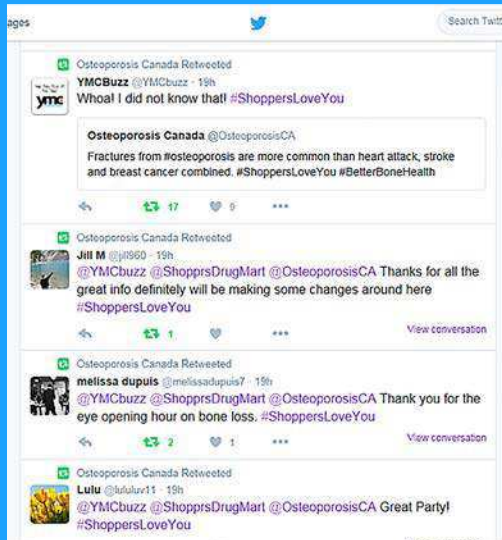 ages
Search Twitt
Osteoporosis Canada Retweeted
YMCBuzz @YMCbuzz · 19h
Whoa! I did not know that! #ShoppersLoveYou
ymc
Osteoporosis Canada @OsteoporosisCA
Fractures from #osteoporosis are more common than heart attack, stroke
and breast cancer combined. #ShoppersLoveYou #BetterBoneHealth
17
Osteoporosis Canada Retweeted
Jill M @jill960 · 19h
@YMCbuzz @ShopprsDrugMart @OsteoporosisCA Thanks for all the
great info definitely will be making some changes around here
#ShoppersLoveYou
1
View conversation
Osteoporosis Canada Retweeted
melissa dupuis @melissadupuis7 · 19h
@YMCbuzz @ShopprsDrugMart @OsteoporosisCA Thank you for the
eye opening hour on bone loss. #ShoppersLoveYou
2 1
View conversation
Osteoporosis Canada Retweeted
Lulu @lululuv11 · 19h
@YMCbuzz @ShopprsDrugMart @OsteoporosisCA Great Party!
#ShoppersLoveYou